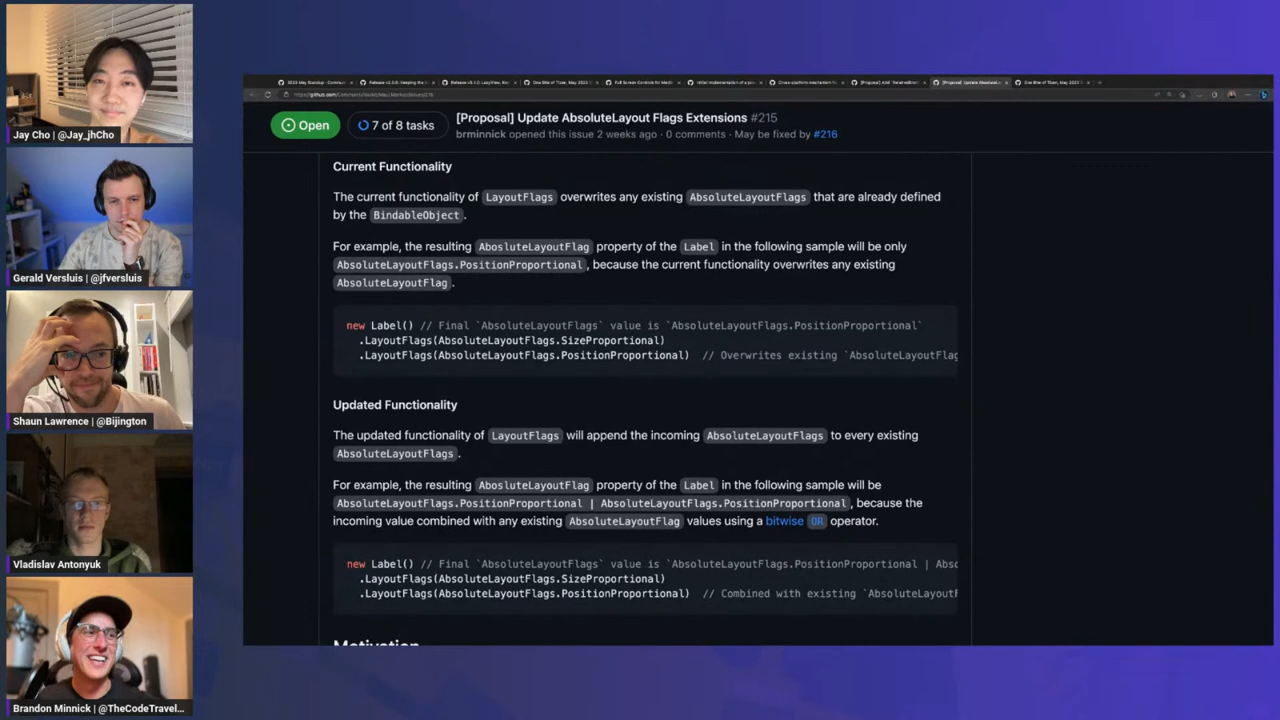 Jay Cho | @Jay_jhCho
Gerald Versluis | @jfversluis
Shaun Lawrence | @Bijington
Vladislav Antonyuk
Brandon Minnick | @TheCodeTravel...
Open
7 of 8 tasks
[Proposal] Update AbsoluteLayout Flags Extensions #215
brminnick opened this issue 2 weeks ago · 0 comments · May be fixed by #216
Current Functionality
The current functionality of LayoutFlags overwrites any existing AbsoluteLayoutFlags that are already defined
by the BindableObject.
For example, the resulting AbosluteLayoutFlag property of the Label in the following sample will be only
AbsoluteLayoutFlags.PositionProportional, because the current functionality overwrites any existing
AbsoluteLayoutFlag.
new Label() // Final `AbsoluteLayoutFlags` value is `AbsoluteLayoutFlags.PositionProportional`
.LayoutFlags(AbsoluteLayoutFlags.SizeProportional)
.LayoutFlags(AbsoluteLayoutFlags.PositionProportional) // Overwrites existing `AbsoluteLayoutFlag
Updated Functionality
The updated functionality of LayoutFlags will append the incoming AbsoluteLayoutFlags to every existing
AbsoluteLayoutFlags.
For example, the resulting AbosluteLayoutFlag property of the Label in the following sample will be
AbsoluteLayoutFlags.PositionProportional | AbsoluteLayoutFlags.PositionProportional, because the
incoming value combined with any existing AbsoluteLayoutFlag values using a bitwise OR operator.
new Label() // Final `AbsoluteLayoutFlags` value is `AbsoluteLayoutFlags.PositionProportional | Abso
.LayoutFlags(AbsoluteLayoutFlags.SizeProportional)
.LayoutFlags(AbsoluteLayoutFlags.PositionProportional) // Combined with existing `AbsoluteLayoutF
Motivation